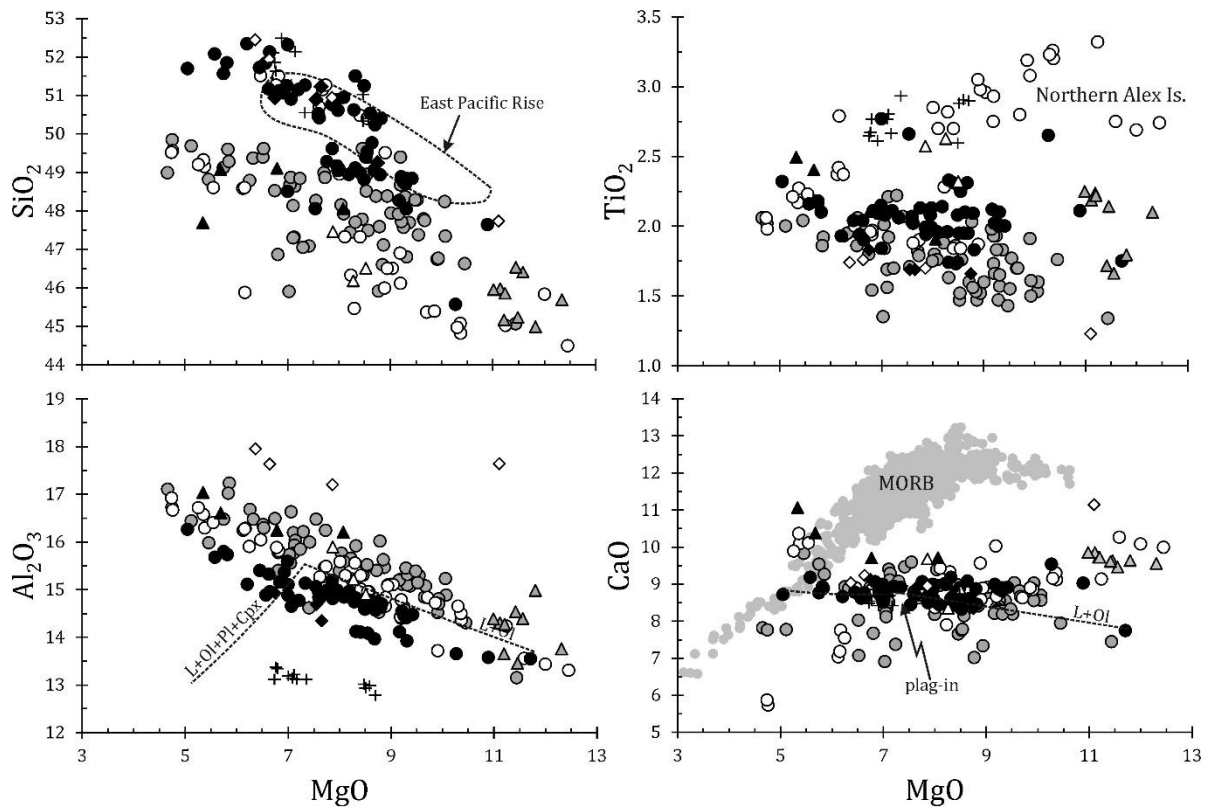 53
52
51
50
49
48
47
46
45
44
SiO2
East Pacific Rise
3.5
3.0
2.5
2.0
1.5
1.0
TiO2
Northern Alex Is.
19
18
17
16
15
14
13
12
Al2O3
L+Ol+Pl+Cpx
L+Ol
3 5 7 9 11 13
MgO
14
13
12
11
10
9
8
7
6
5
CaO
MORB
L+Ol
plag-in
3 5 7 9 11 13
MgO